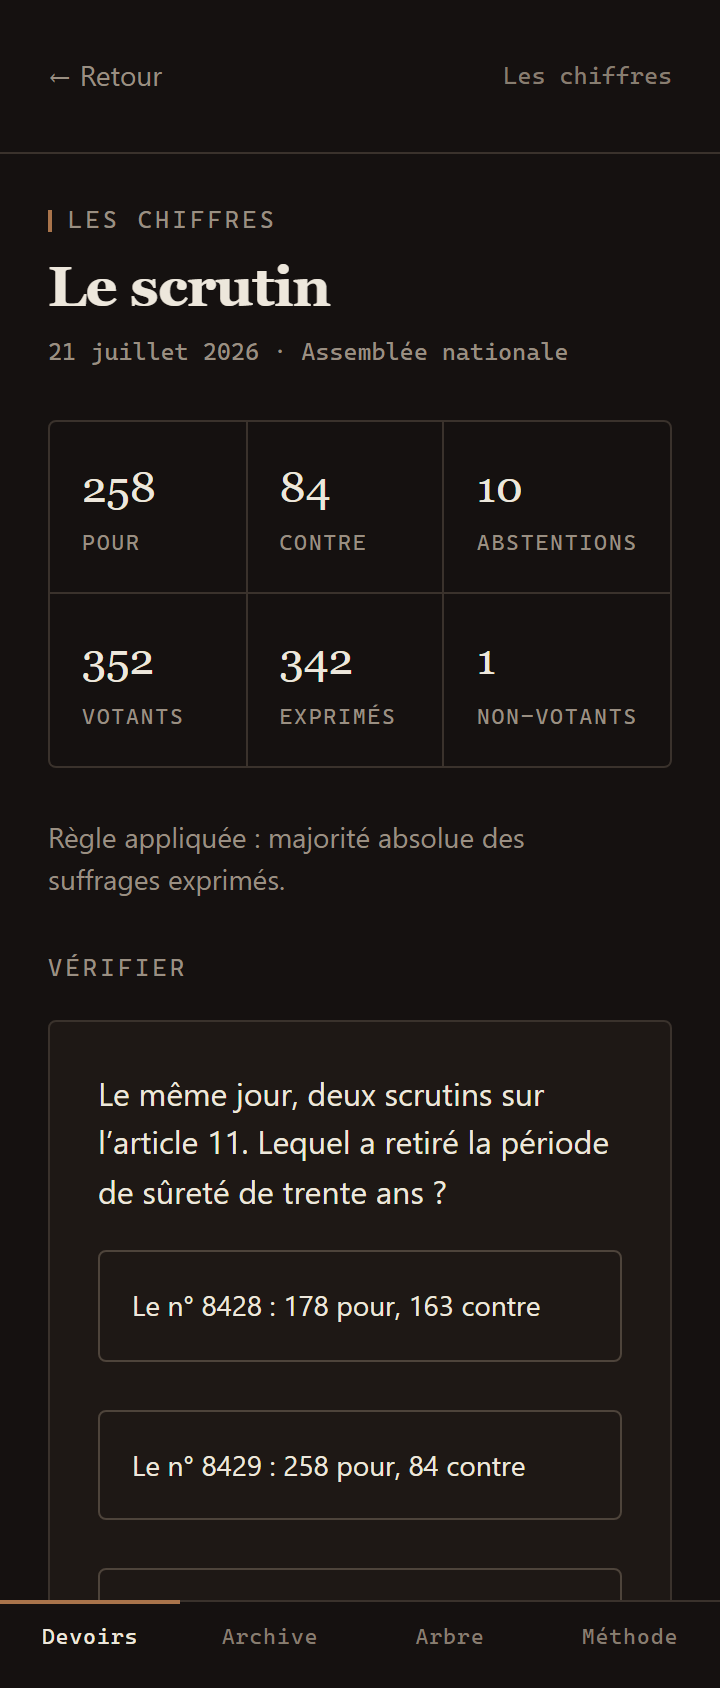 ← Retour
Les chiffres
LES CHIFFRES
Le scrutin
21 juillet 2026 · Assemblée nationale
258
84
10
POUR
CONTRE
ABSTENTIONS
352
342
1
VOTANTS
EXPRIMÉS
NON-VOTANTS
Règle appliquée : majorité absolue des
suffrages exprimés.
VÉRIFIER
Le même jour, deux scrutins sur
l’article 11. Lequel a retiré la période
de sûreté de trente ans ?
Le n° 8428 : 178 pour, 163 contre
Le n° 8429 : 258 pour, 84 contre
Devoirs
Archive
Arbre
Méthode